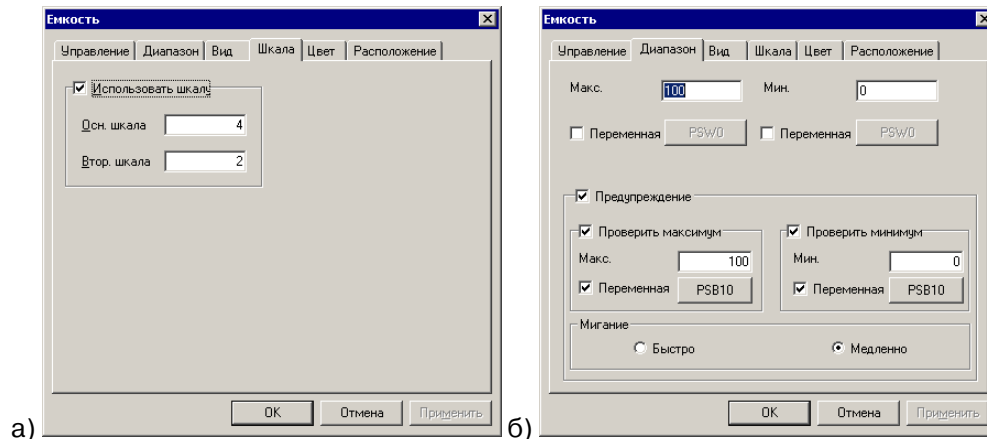 Емкость
Управление Диапазон Вид Шкала Цвет Расположение
Использовать шкалу
Осн. шкала 4
Втор. шкала 2
OK Отмена Применить
а)
Емкость
Управление Диапазон Вид Шкала Цвет Расположение
Макс. 100 Мин. 0
Переменная PSW0 Переменная PSW0
Предупреждение
Проверить максимум Проверить минимум
Макс. 100 Мин. 0
Переменная PSB10 Переменная PSB10
Мигание
Быстро Медленно
OK Отмена Применить
б)